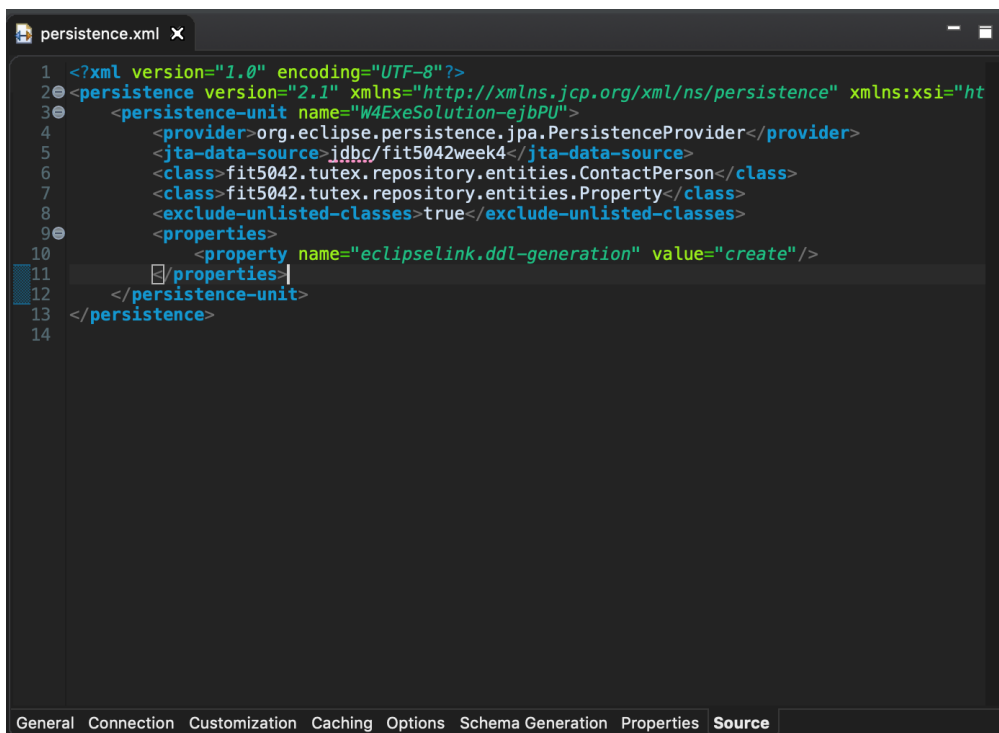 persistence.xml
1 <?xml version="1.0" encoding="UTF-8"?>
2 <persistence version="2.1" xmlns="http://xmlns.jcp.org/xml/ns/persistence" xmlns:xsi="ht
3 <persistence-unit name="W4ExeSolution-ejbPU">
4 <provider>org.eclipse.persistence.jpa.PersistenceProvider</provider>
5 <jta-data-source>jdbc/fit5042week4</jta-data-source>
6 <class>fit5042.tutex.repository.entities.ContactPerson</class>
7 <class>fit5042.tutex.repository.entities.Property</class>
8 <exclude-unlisted-classes>true</exclude-unlisted-classes>
9 <properties>
10 <property name="eclipselink.ddl-generation" value="create"/>
11 </properties>
12 </persistence-unit>
13 </persistence>
14
General Connection Customization Caching Options Schema Generation Properties Source